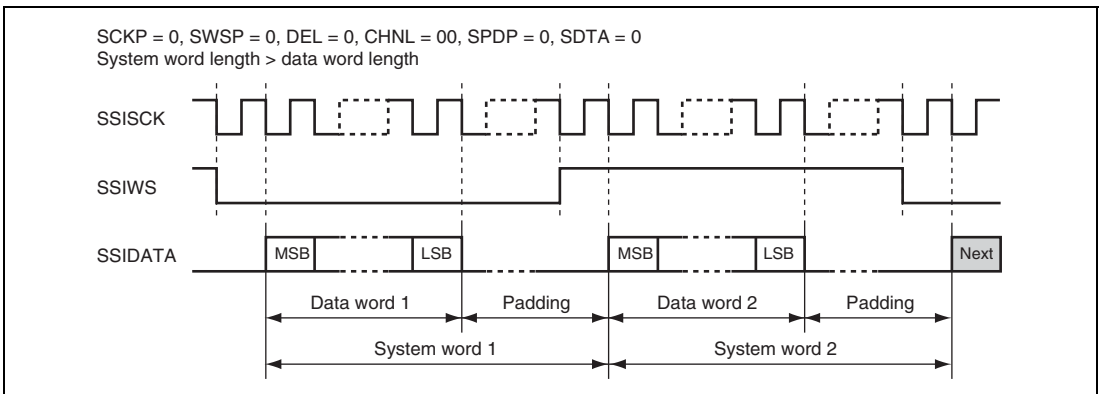 SCKP = 0, SWSP = 0, DEL = 0, CHNL = 00, SPDP = 0, SDTA = 0
System word length > data word length
SSISCK
SSIWS
SSIDATA
MSB
LSB
MSB
LSB
Next
Data word 1
Padding
Data word 2
Padding
System word 1
System word 2